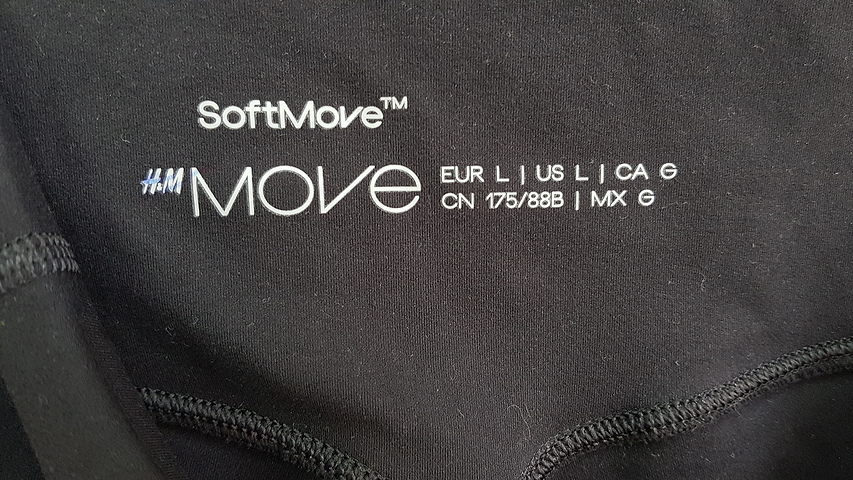 SoftMove™
H&M MOVE
EUR L | US L | CA G
CN 175/88B | MX G